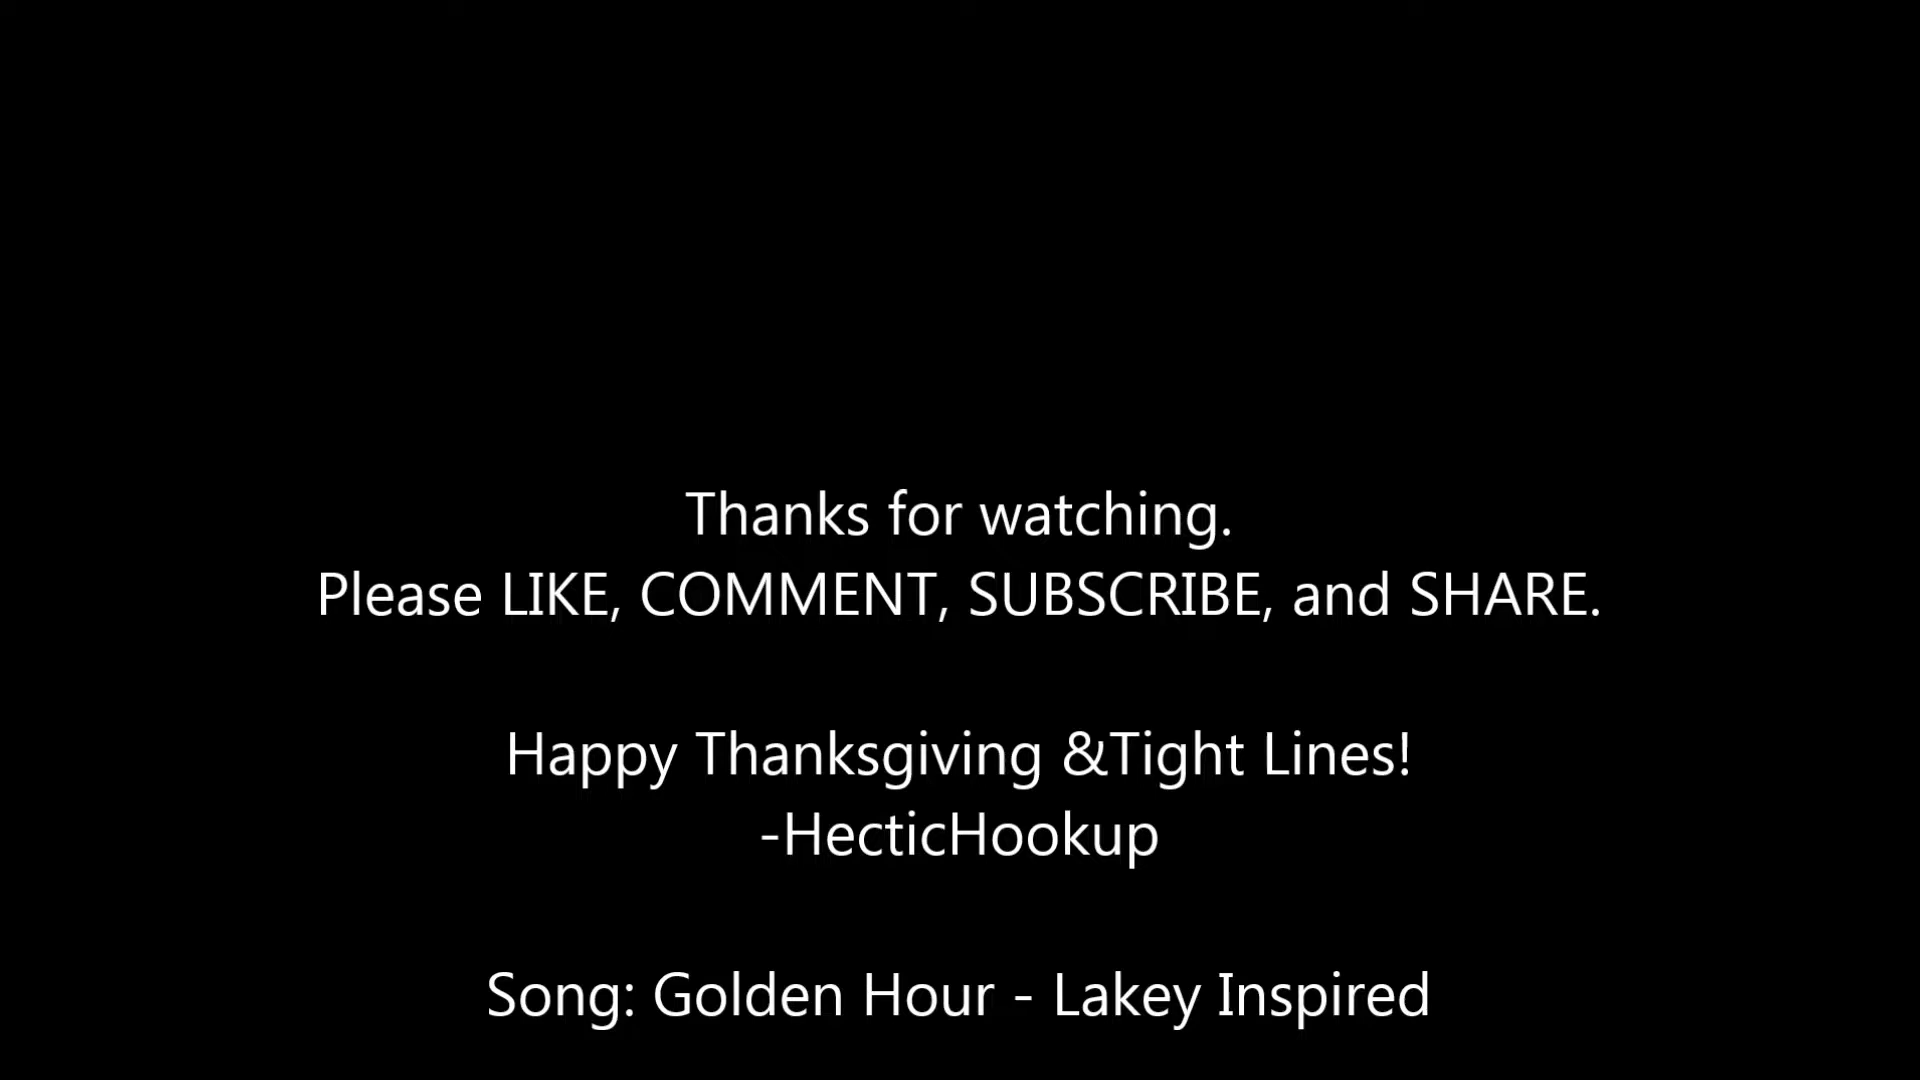 Thanks for watching.
Please LIKE, COMMENT, SUBSCRIBE, and SHARE.
Happy Thanksgiving &Tight Lines!
-HecticHookup
Song: Golden Hour - Lakey Inspired